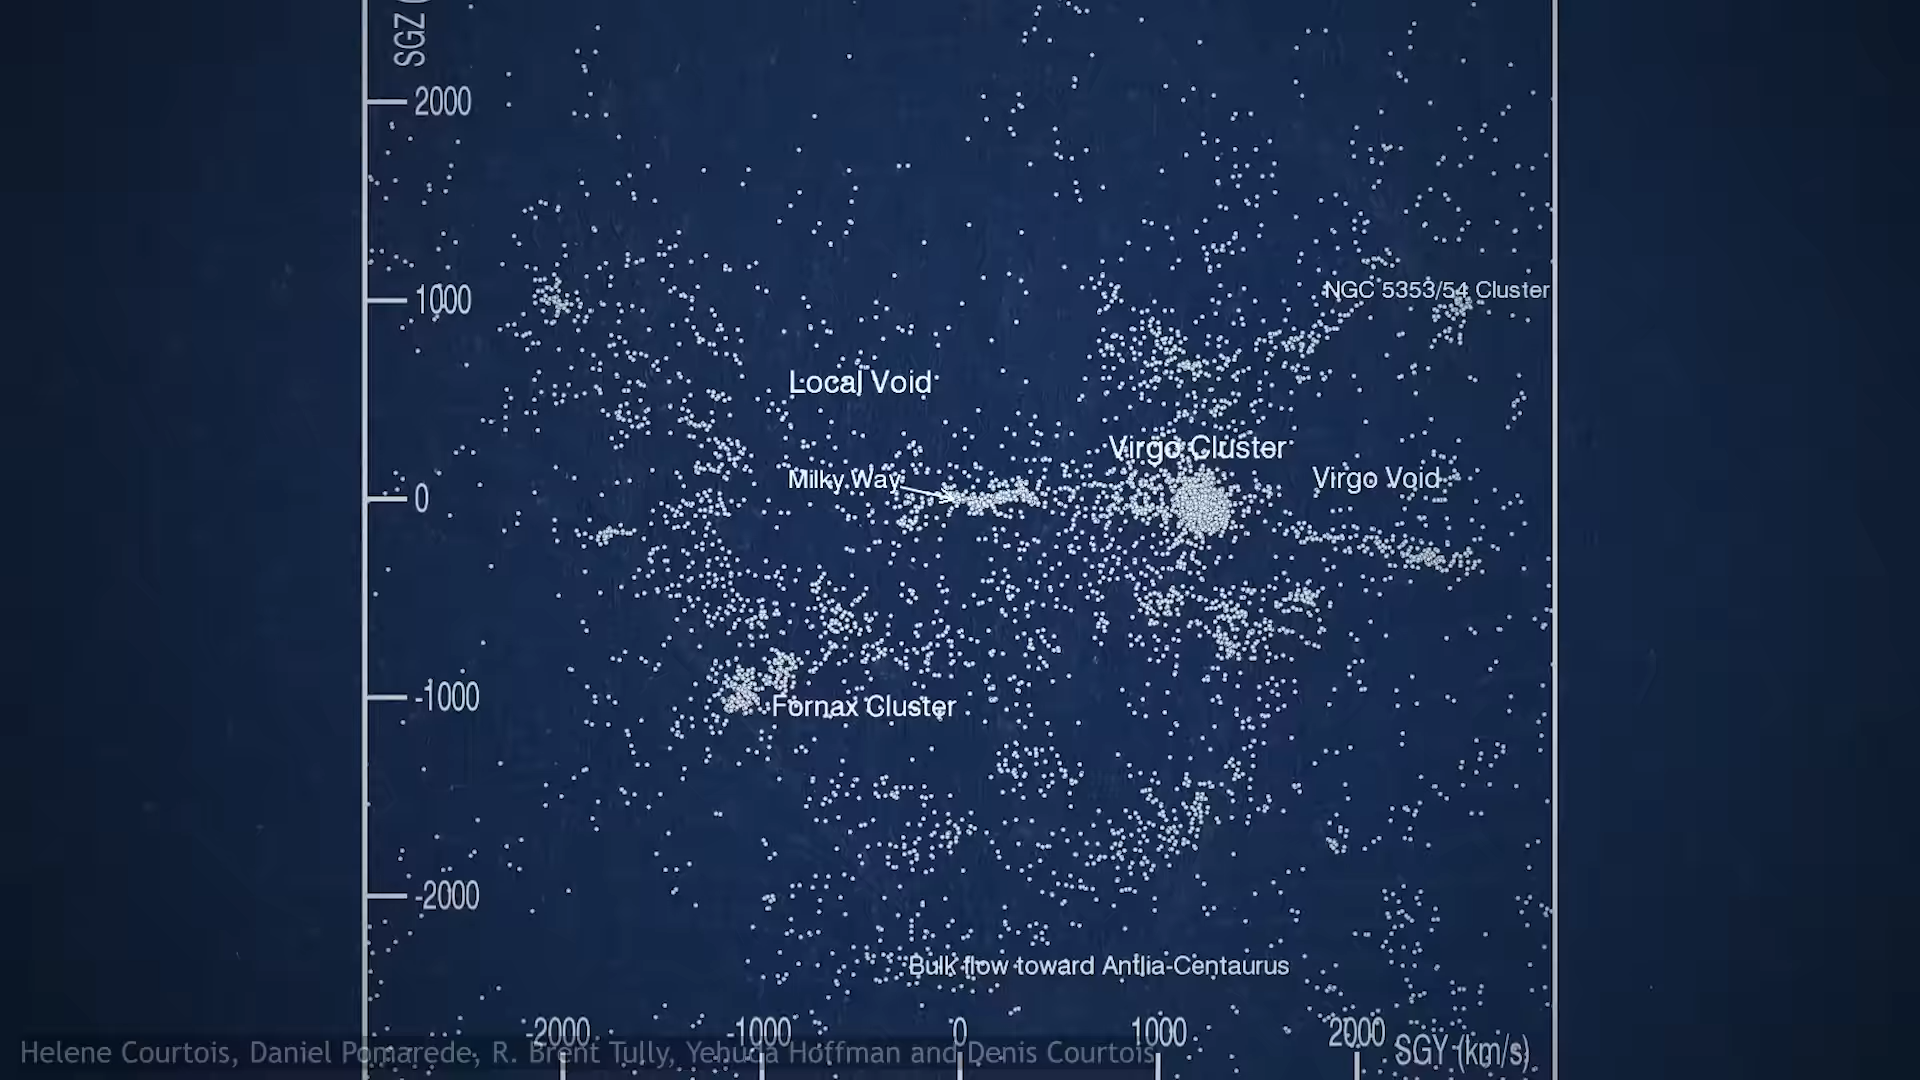 SGZ (
2000
1000
NGC 5353/54 Cluster
Local Void
Virgo Cluster
Milky Way
Virgo Void
0
-1000
Fornax Cluster
-2000
Bulk flow toward Antlia-Centaurus
-2000 -1000 0 1000 2000 SGY (km/s)
Helene Courtois, Daniel Pomarede, R. Brent Tully, Yehuda Hoffman and Denis Courtois